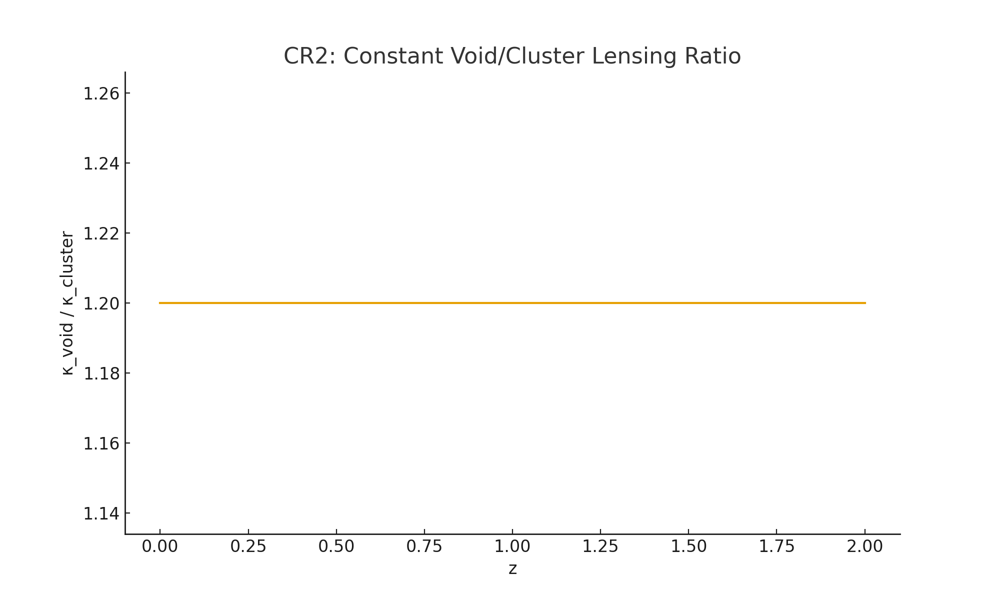 CR2: Constant Void/Cluster Lensing Ratio
κ_void / κ_cluster
1.26
1.24
1.22
1.20
1.18
1.16
1.14
0.00 0.25 0.50 0.75 1.00 1.25 1.50 1.75 2.00
z